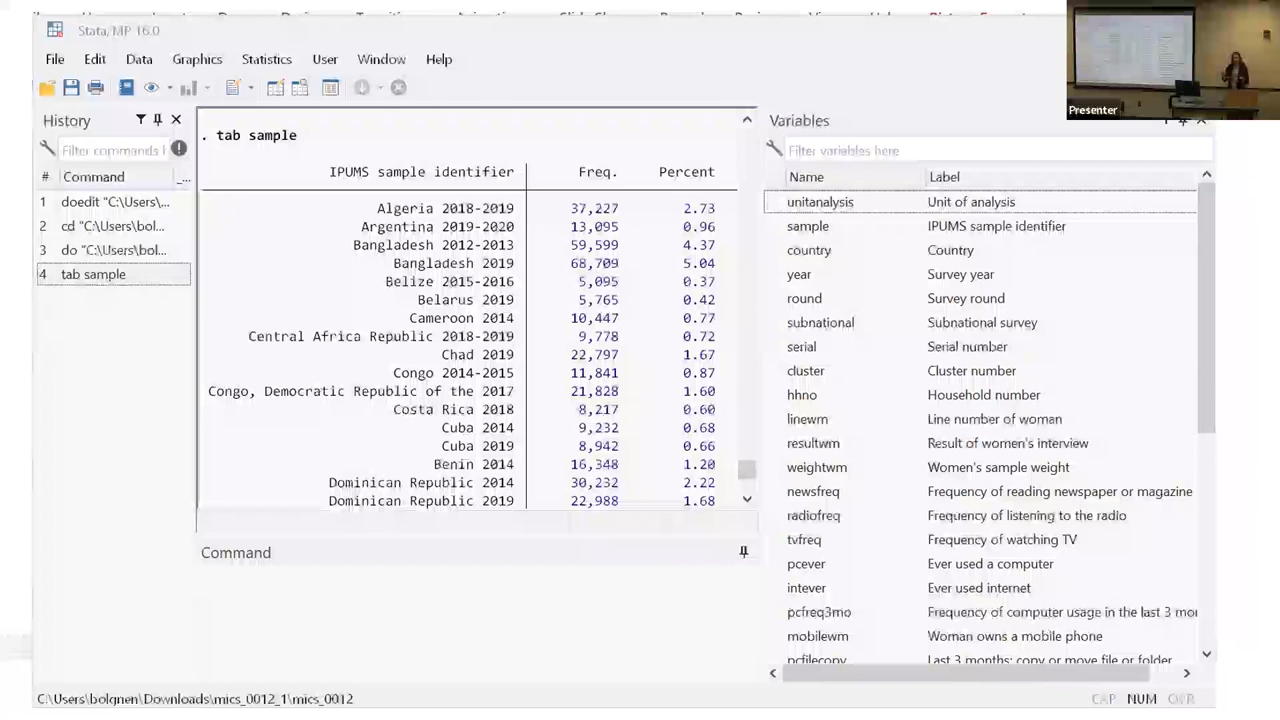 Stata/MP 16.0
File Edit Data Graphics Statistics User Window Help
Presenter
History
Filter commands
# Command
1 doedit "C:\Users\...
2 cd "C:\Users\bol...
3 do "C:\Users\bol...
4 tab sample
. tab sample
IPUMS sample identifier Freq. Percent
Algeria 2018-2019 37,227 2.73
Argentina 2019-2020 13,095 0.96
Bangladesh 2012-2013 59,599 4.37
Bangladesh 2019 68,709 5.04
Belize 2015-2016 5,095 0.37
Belarus 2019 5,765 0.42
Cameroon 2014 10,447 0.77
Central Africa Republic 2018-2019 9,778 0.72
Chad 2019 22,797 1.67
Congo 2014-2015 11,841 0.87
Congo, Democratic Republic of the 2017 21,828 1.60
Costa Rica 2018 8,217 0.60
Cuba 2014 9,232 0.68
Cuba 2019 8,942 0.66
Benin 2014 16,348 1.20
Dominican Republic 2014 30,232 2.22
Dominican Republic 2019 22,988 1.68
Command
Variables
Filter variables here
Name Label
unitanalysis Unit of analysis
sample IPUMS sample identifier
country Country
year Survey year
round Survey round
subnational Subnational survey
serial Serial number
cluster Cluster number
hhno Household number
linewm Line number of woman
resultwm Result of women's interview
weightwm Women's sample weight
newsfreq Frequency of reading newspaper or magazine
radiofreq Frequency of listening to the radio
tvfreq Frequency of watching TV
pcever Ever used a computer
intever Ever used internet
pcfreq3mo Frequency of computer usage in the last 3 mo
mobilewm Woman owns a mobile phone
pcfilecopy Last 3 months: copy or move file or folder
C:\Users\bolgnen\Downloads\mics_0012_1\mics_0012
CAP NUM OVR